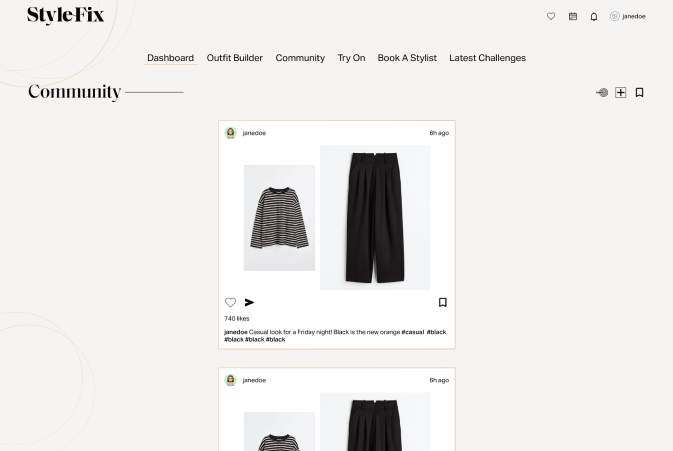 StyleFix
janedoe
Dashboard Outfit Builder Community Try On Book A Stylist Latest Challenges
Community
janedoe 6h ago
740 likes
janedoe Casual look for a Friday night! Black is the new orange #casual #black
#black #black #black
janedoe 6h ago